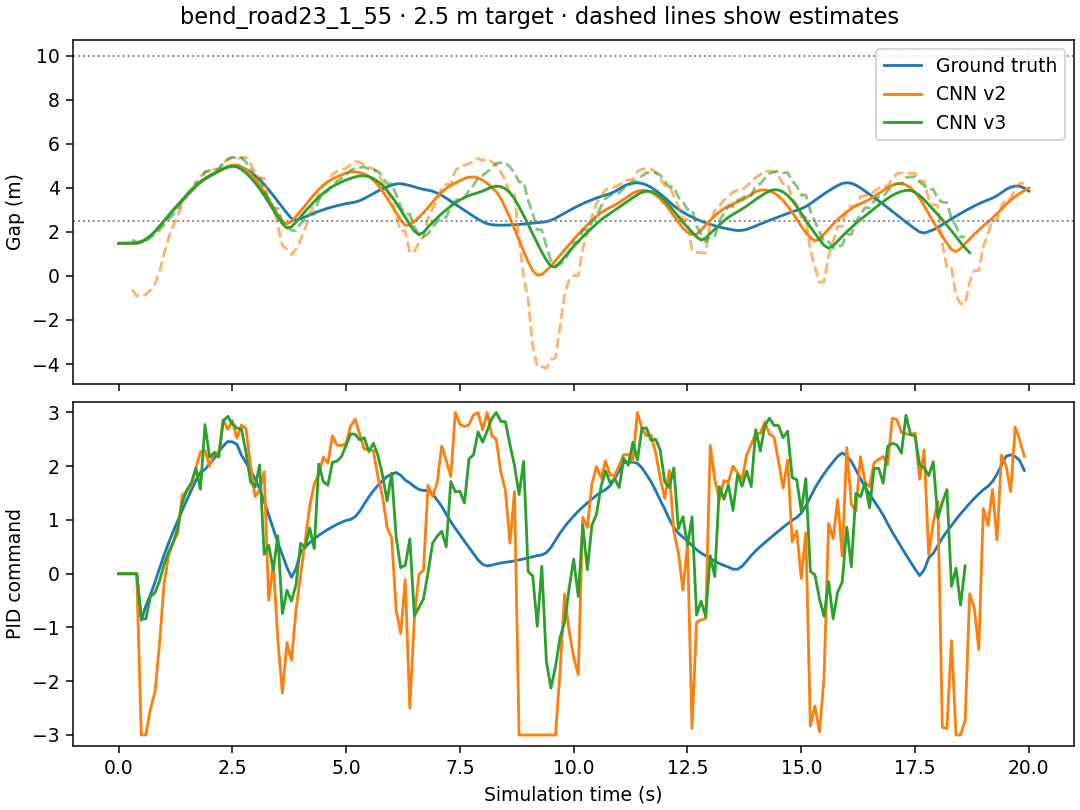 bend_road23_1_55 · 2.5 m target · dashed lines show estimates
Gap (m)
10
8
6
4
2
0
−2
−4
Ground truth
CNN v2
CNN v3
PID command
3
2
1
0
−1
−2
−3
0.0 2.5 5.0 7.5 10.0 12.5 15.0 17.5 20.0
Simulation time (s)